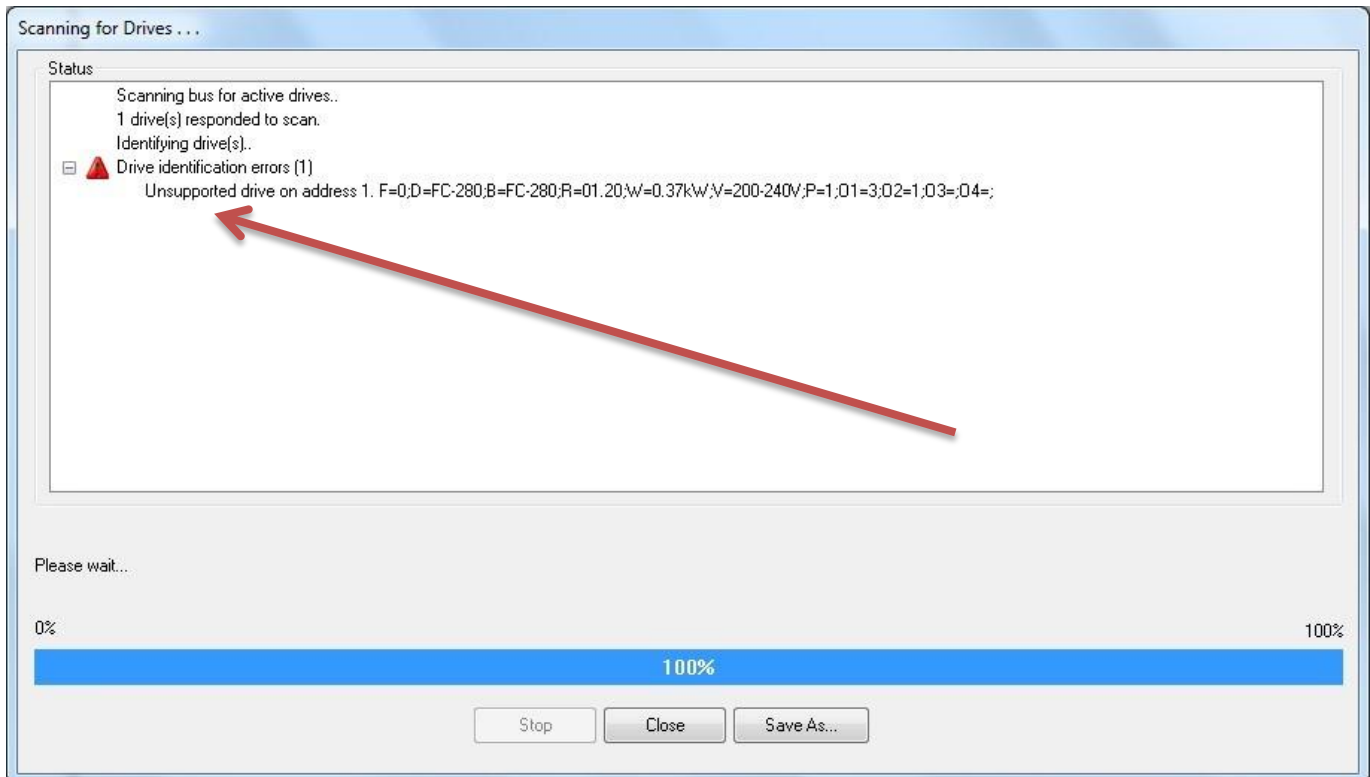 Scanning for Drives . . .
Status
Scanning bus for active drives..
1 drive(s) responded to scan.
Identifying drive(s)..
Drive identification errors (1)
Unsupported drive on address 1. F=0;D=FC-280;B=FC-280;R=01.20;W=0.37kW;V=200-240V;P=1;O1=3;O2=1;O3=;O4=;
Please wait...
0% 100%
100%
Stop Close Save As...